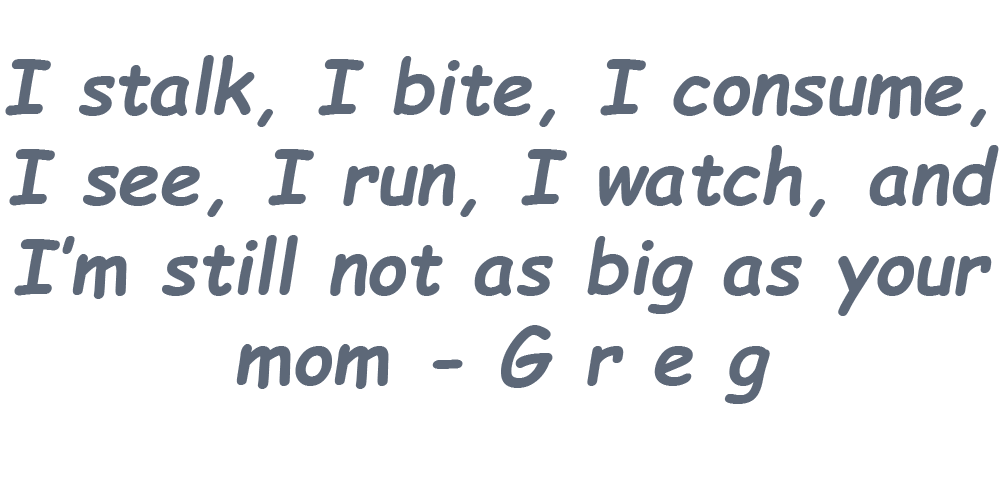 I stalk, I bite, I consume,
I see, I run, I watch, and
I'm still not as big as your
mom - G r e g